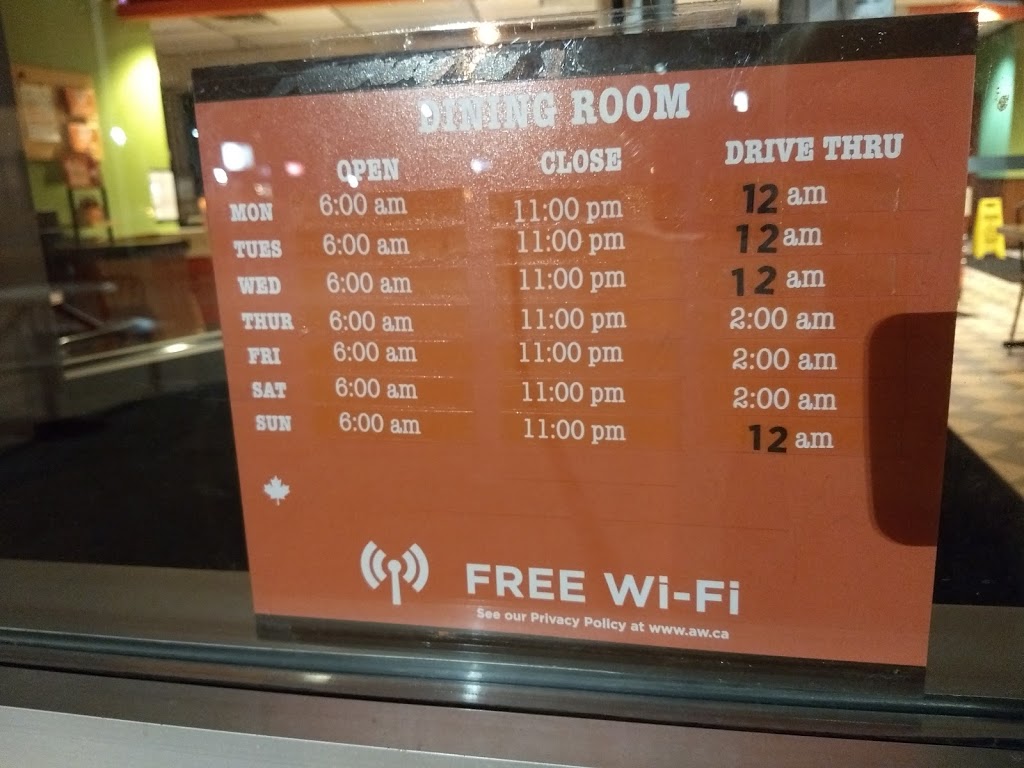 DINING ROOM
OPEN CLOSE DRIVE THRU
MON 6:00 am 11:00 pm 12 am
TUES 6:00 am 11:00 pm 12 am
WED 6:00 am 11:00 pm 12 am
THUR 6:00 am 11:00 pm 2:00 am
FRI 6:00 am 11:00 pm 2:00 am
SAT 6:00 am 11:00 pm 2:00 am
SUN 6:00 am 11:00 pm 12 am
FREE Wi-Fi
See our Privacy Policy at www.aw.ca